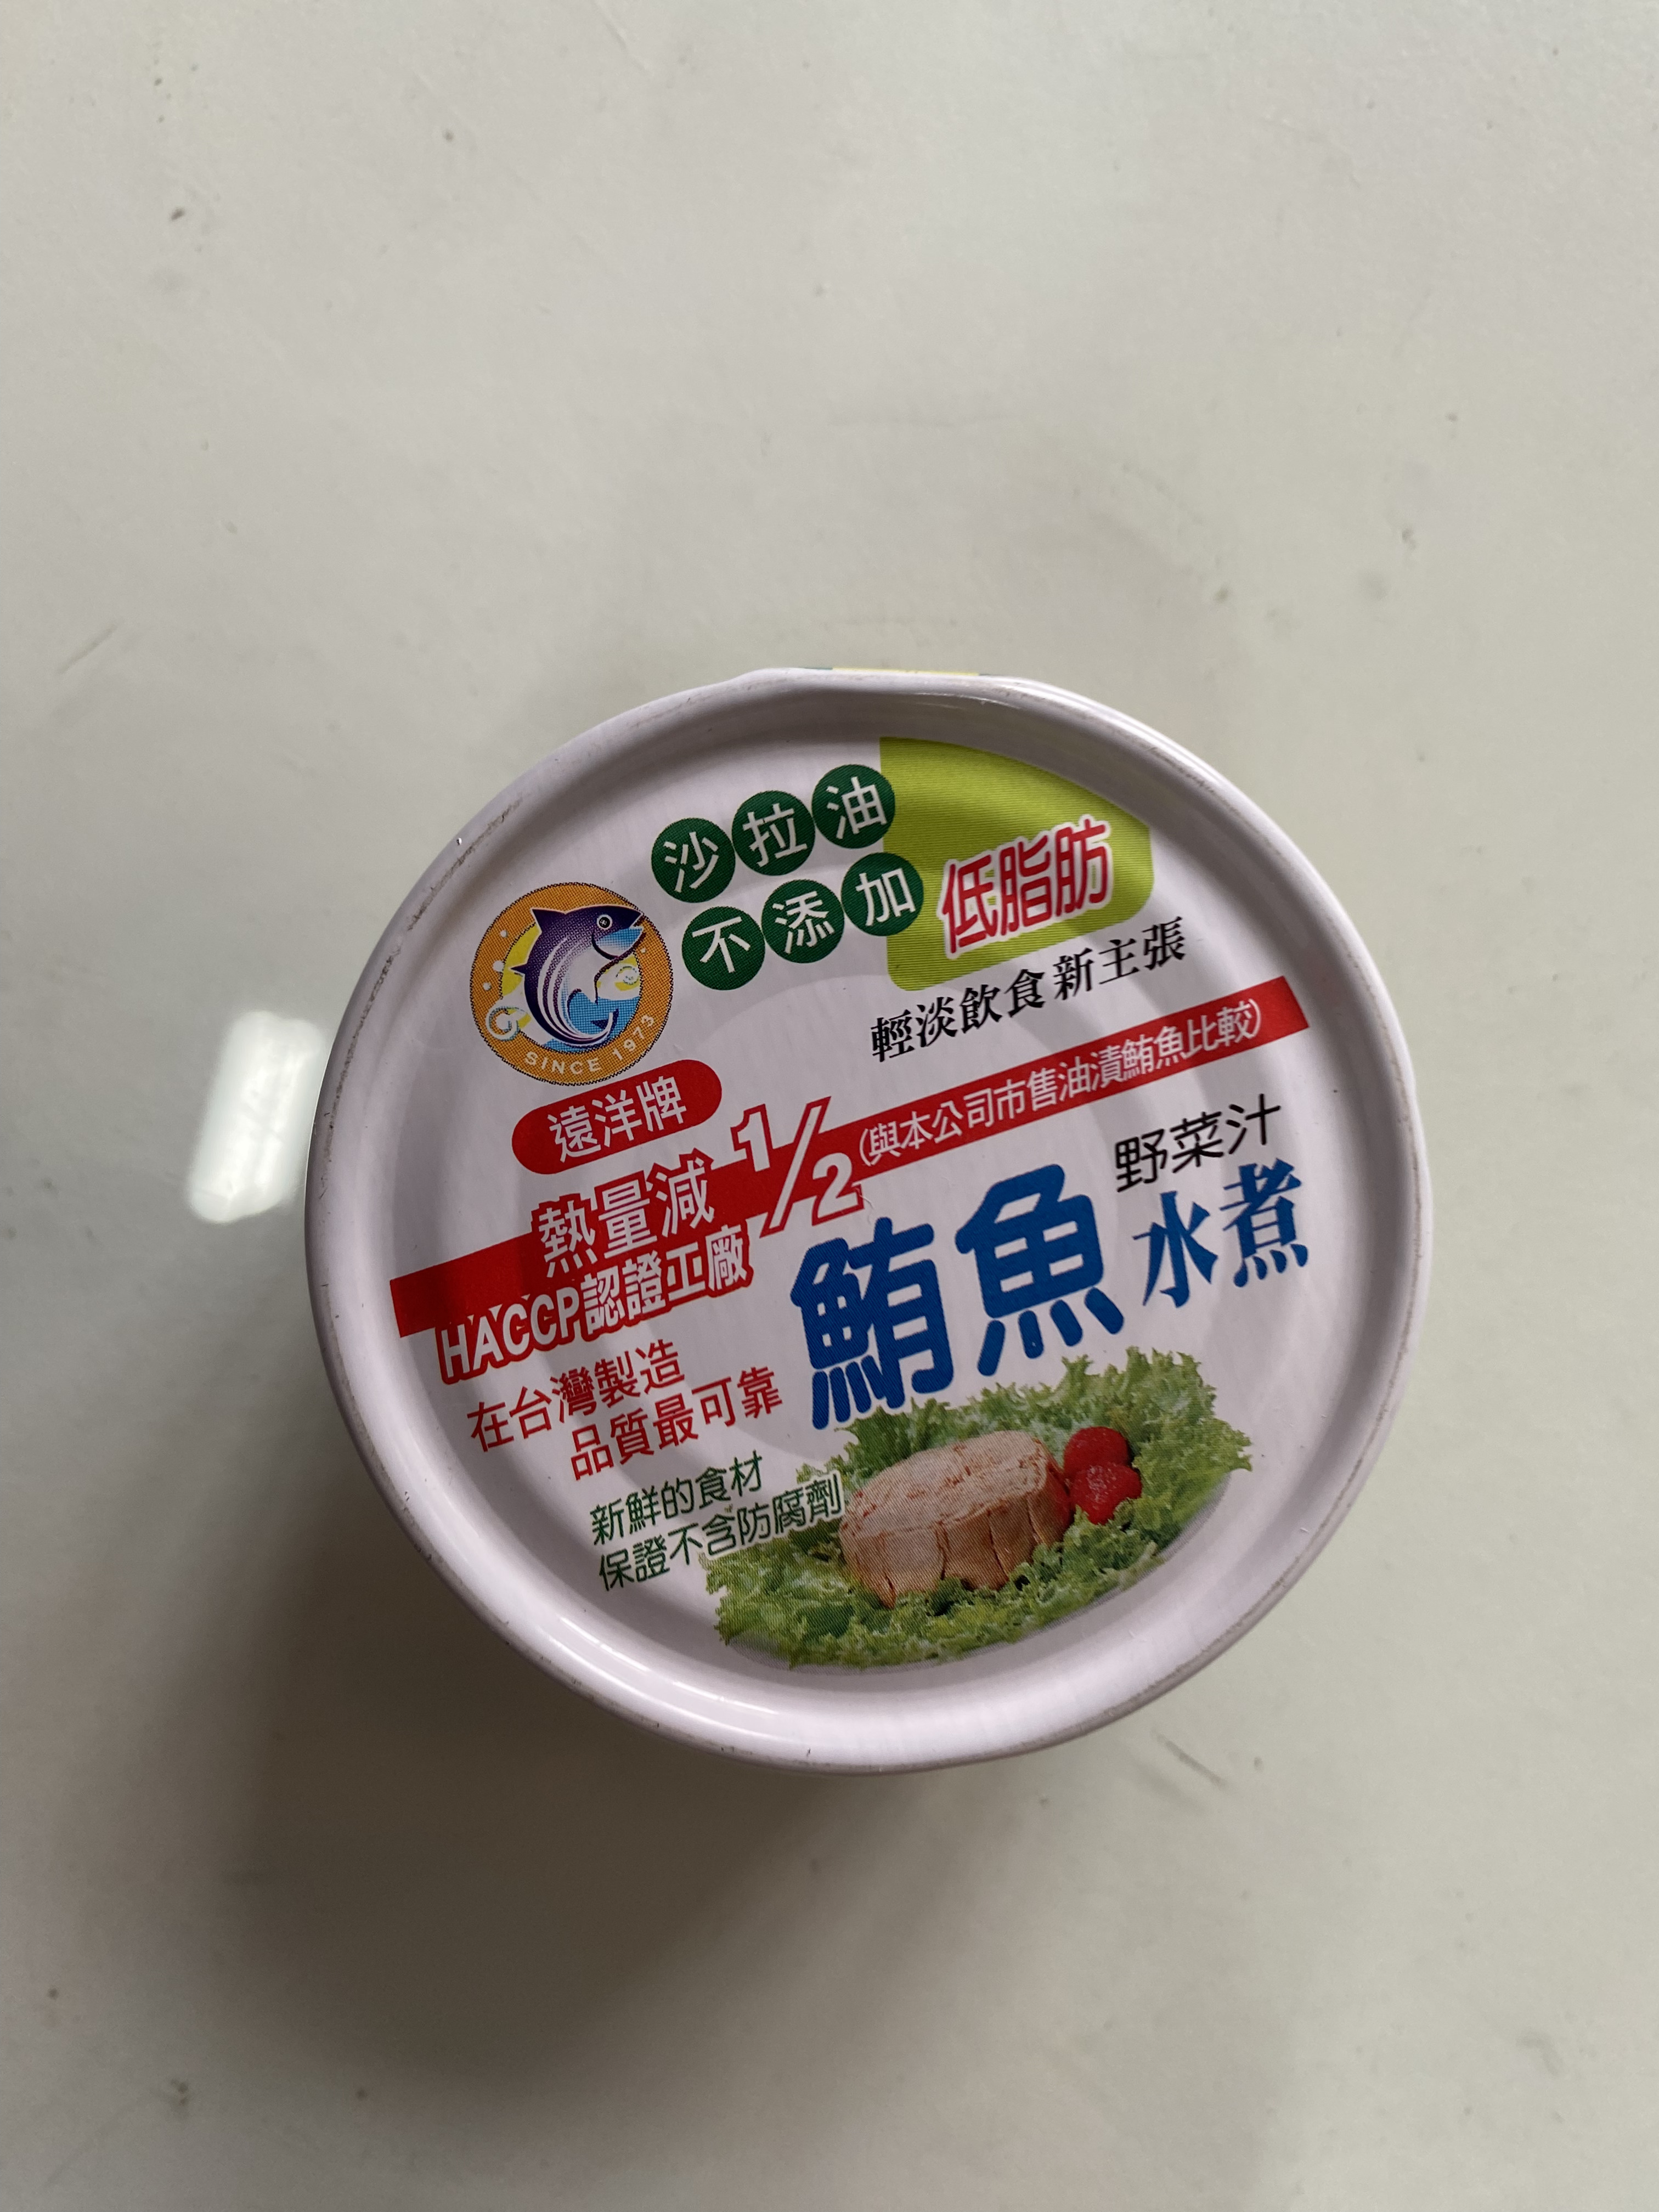 沙拉油
不添加
低脂肪
輕淡飲食新主張
SINCE 1973
遠洋牌
熱量減1/2(與本公司市售油漬鮪魚比較)
HACCP認證工廠
野菜汁
鮪魚水煮
在台灣製造
品質最可靠
新鮮的食材
保證不含防腐劑